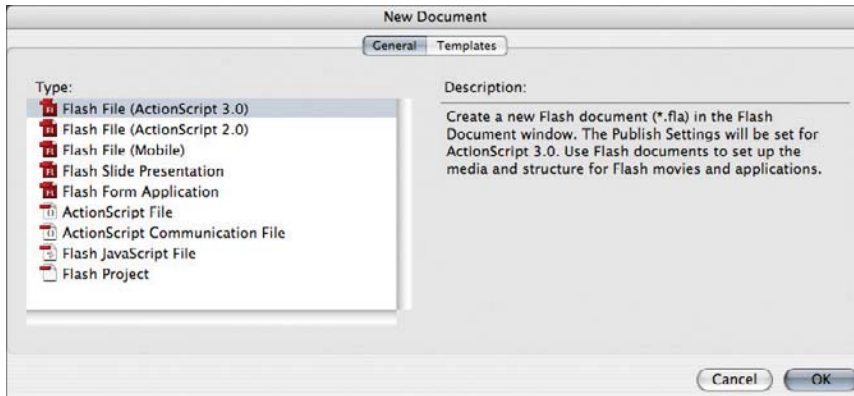 New Document
General Templates
Type:
Flash File (ActionScript 3.0)
Flash File (ActionScript 2.0)
Flash File (Mobile)
Flash Slide Presentation
Flash Form Application
ActionScript File
ActionScript Communication File
Flash JavaScript File
Flash Project
Description:
Create a new Flash document (*.fla) in the Flash
Document window. The Publish Settings will be set for
ActionScript 3.0. Use Flash documents to set up the
media and structure for Flash movies and applications.
Cancel OK